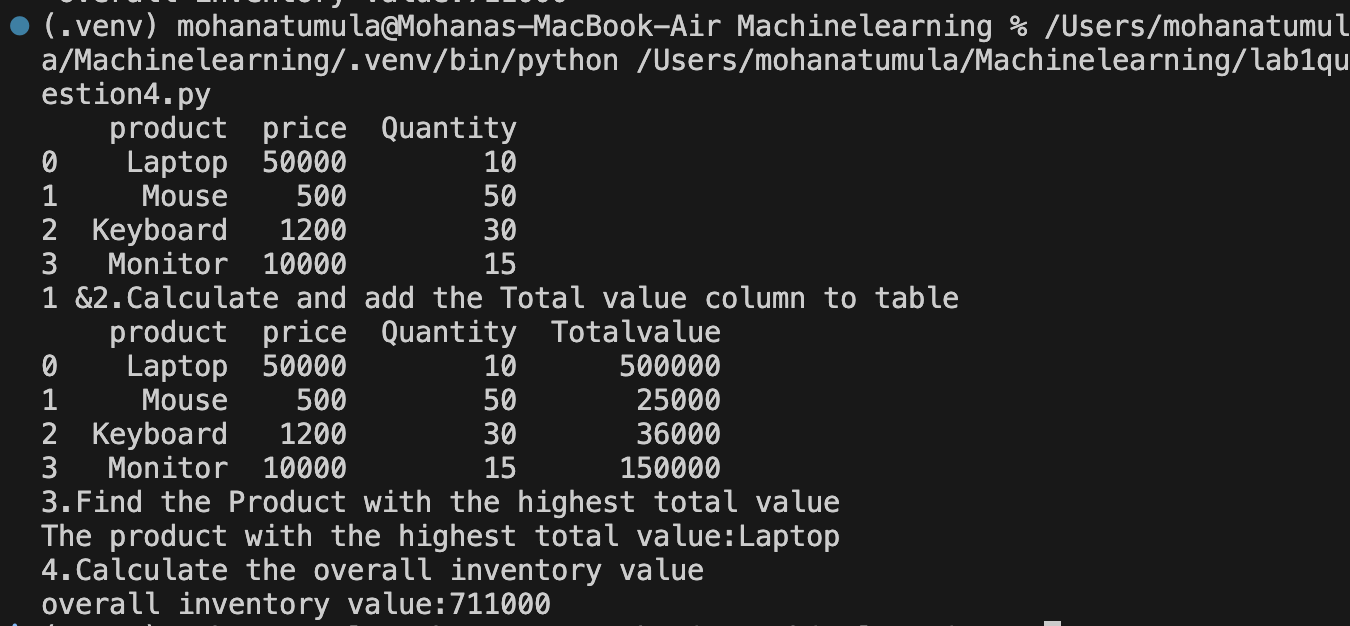 overall inventory value:711000
(.venv) mohanatumula@Mohanas-MacBook-Air Machinelearning % /Users/mohanatumul
a/Machinelearning/.venv/bin/python /Users/mohanatumula/Machinelearning/lab1qu
estion4.py
    product  price  Quantity
0    Laptop  50000        10
1     Mouse    500        50
2  Keyboard   1200        30
3   Monitor  10000        15
1 &2.Calculate and add the Total value column to table
    product  price  Quantity  Totalvalue
0    Laptop  50000        10      500000
1     Mouse    500        50       25000
2  Keyboard   1200        30       36000
3   Monitor  10000        15      150000
3.Find the Product with the highest total value
The product with the highest total value:Laptop
4.Calculate the overall inventory value
overall inventory value:711000